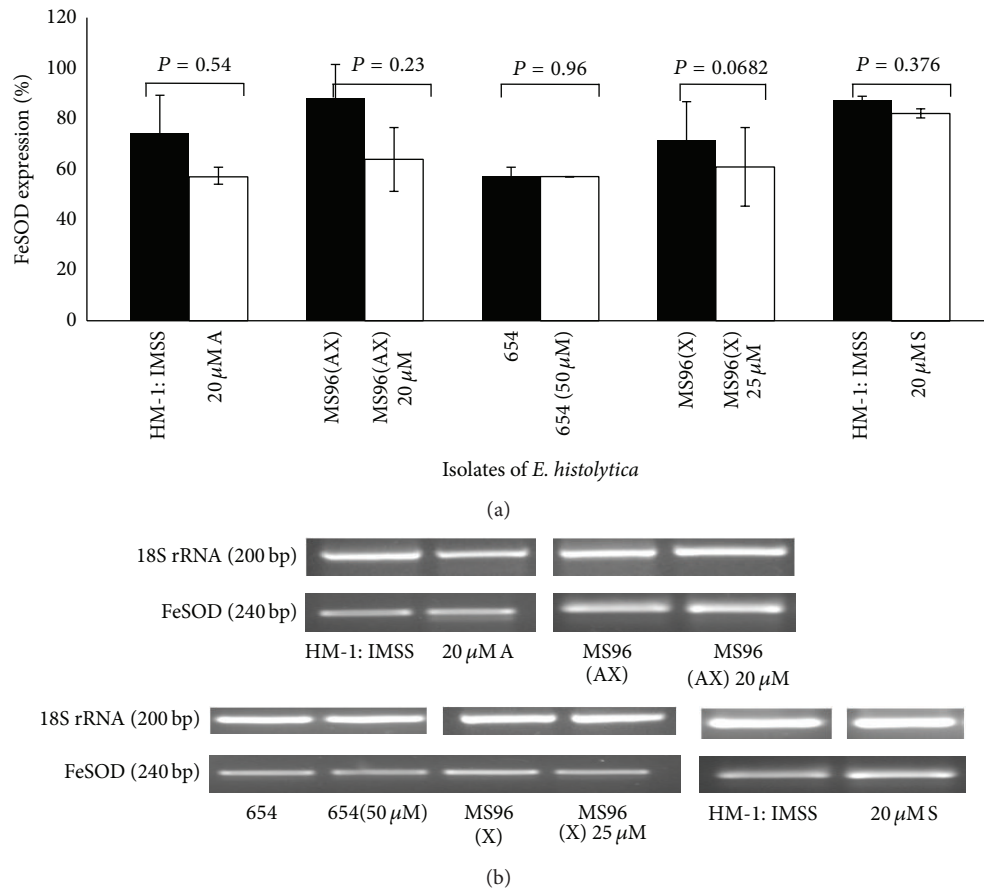 120
100
80
60
40
20
0
FeSOD expression (%)
P = 0.54
P = 0.23
P = 0.96
P = 0.0682
P = 0.376
HM-1: IMSS
20 μM A
MS96(AX)
MS96(AX)
20 μM
654
654 (50 μM)
MS96(X)
MS96(X)
25 μM
HM-1: IMSS
20 μM S
Isolates of E. histolytica
(a)
18S rRNA (200 bp)
FeSOD (240 bp)
HM-1: IMSS
20 μM A
MS96
(AX)
MS96
(AX) 20 μM
18S rRNA (200 bp)
FeSOD (240 bp)
654
654(50 μM)
MS96
(X)
MS96
(X) 25 μM
HM-1: IMSS
20 μM S
(b)